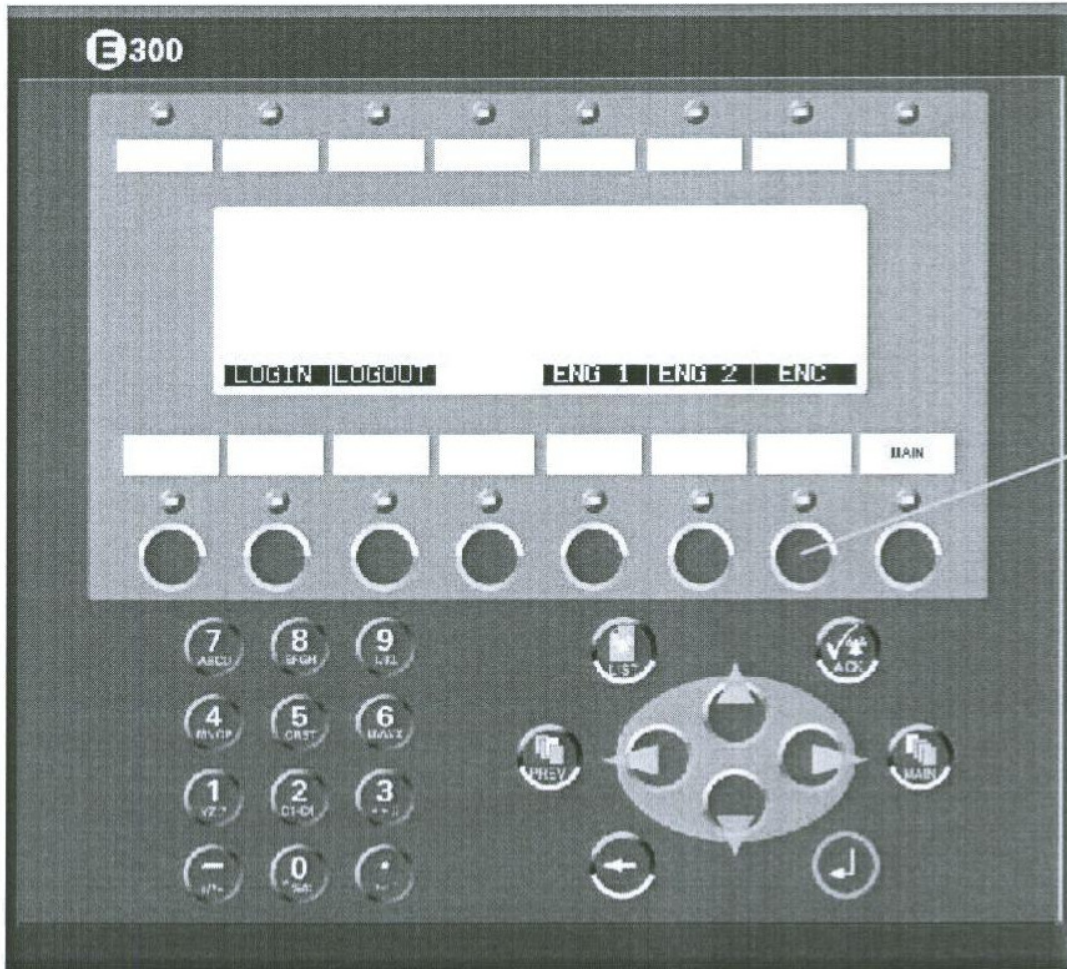 E300
LOGIN LOGOUT ENG 1 ENG 2 ENC
MAIN
7 8 9
LIST ACK
4 5 6
PREV MAIN
1 2 3
0